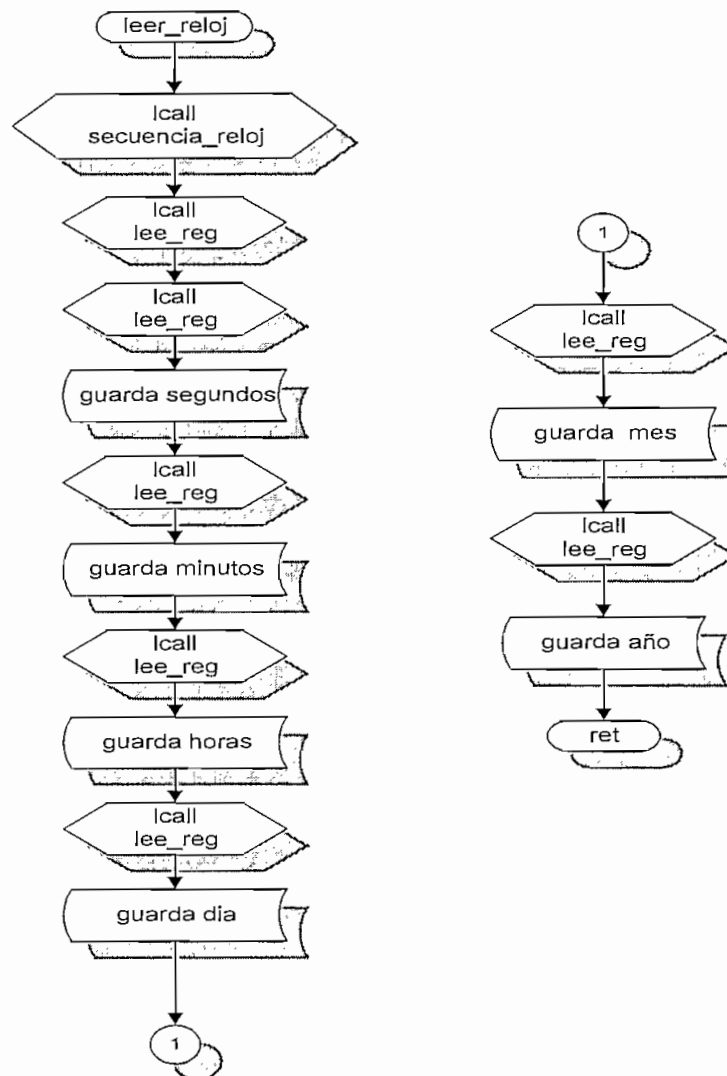 leer_reloj
lcall
secuencia_reloj
lcall
lee_reg
lcall
lee_reg
guarda segundos
lcall
lee_reg
guarda minutos
lcall
lee_reg
guarda horas
lcall
lee_reg
guarda dia
1
1
lcall
lee_reg
guarda mes
lcall
lee_reg
guarda año
ret